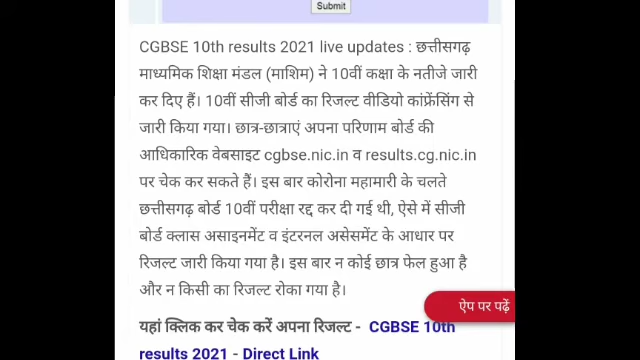 Submit
CGBSE 10th results 2021 live updates : छत्तीसगढ़
माध्यमिक शिक्षा मंडल (माशिम) ने 10वीं कक्षा के नतीजे जारी
कर दिए हैं। 10वीं सीजी बोर्ड का रिजल्ट वीडियो कांफ्रेंसिंग से
जारी किया गया। छात्र-छात्राएं अपना परिणाम बोर्ड की
आधिकारिक वेबसाइट cgbse.nic.in व results.cg.nic.in
पर चेक कर सकते हैं। इस बार कोरोना महामारी के चलते
छत्तीसगढ़ बोर्ड 10वीं परीक्षा रद्द कर दी गई थी, ऐसे में सीजी
बोर्ड क्लास असाइनमेंट व इंटरनल असेसमेंट के आधार पर
रिजल्ट जारी किया गया है। इस बार न कोई छात्र फेल हुआ है
और न किसी का रिजल्ट रोका गया है।
ऐप पर पढ़ें
यहां क्लिक कर चेक करें अपना रिजल्ट - CGBSE 10th
results 2021 - Direct Link